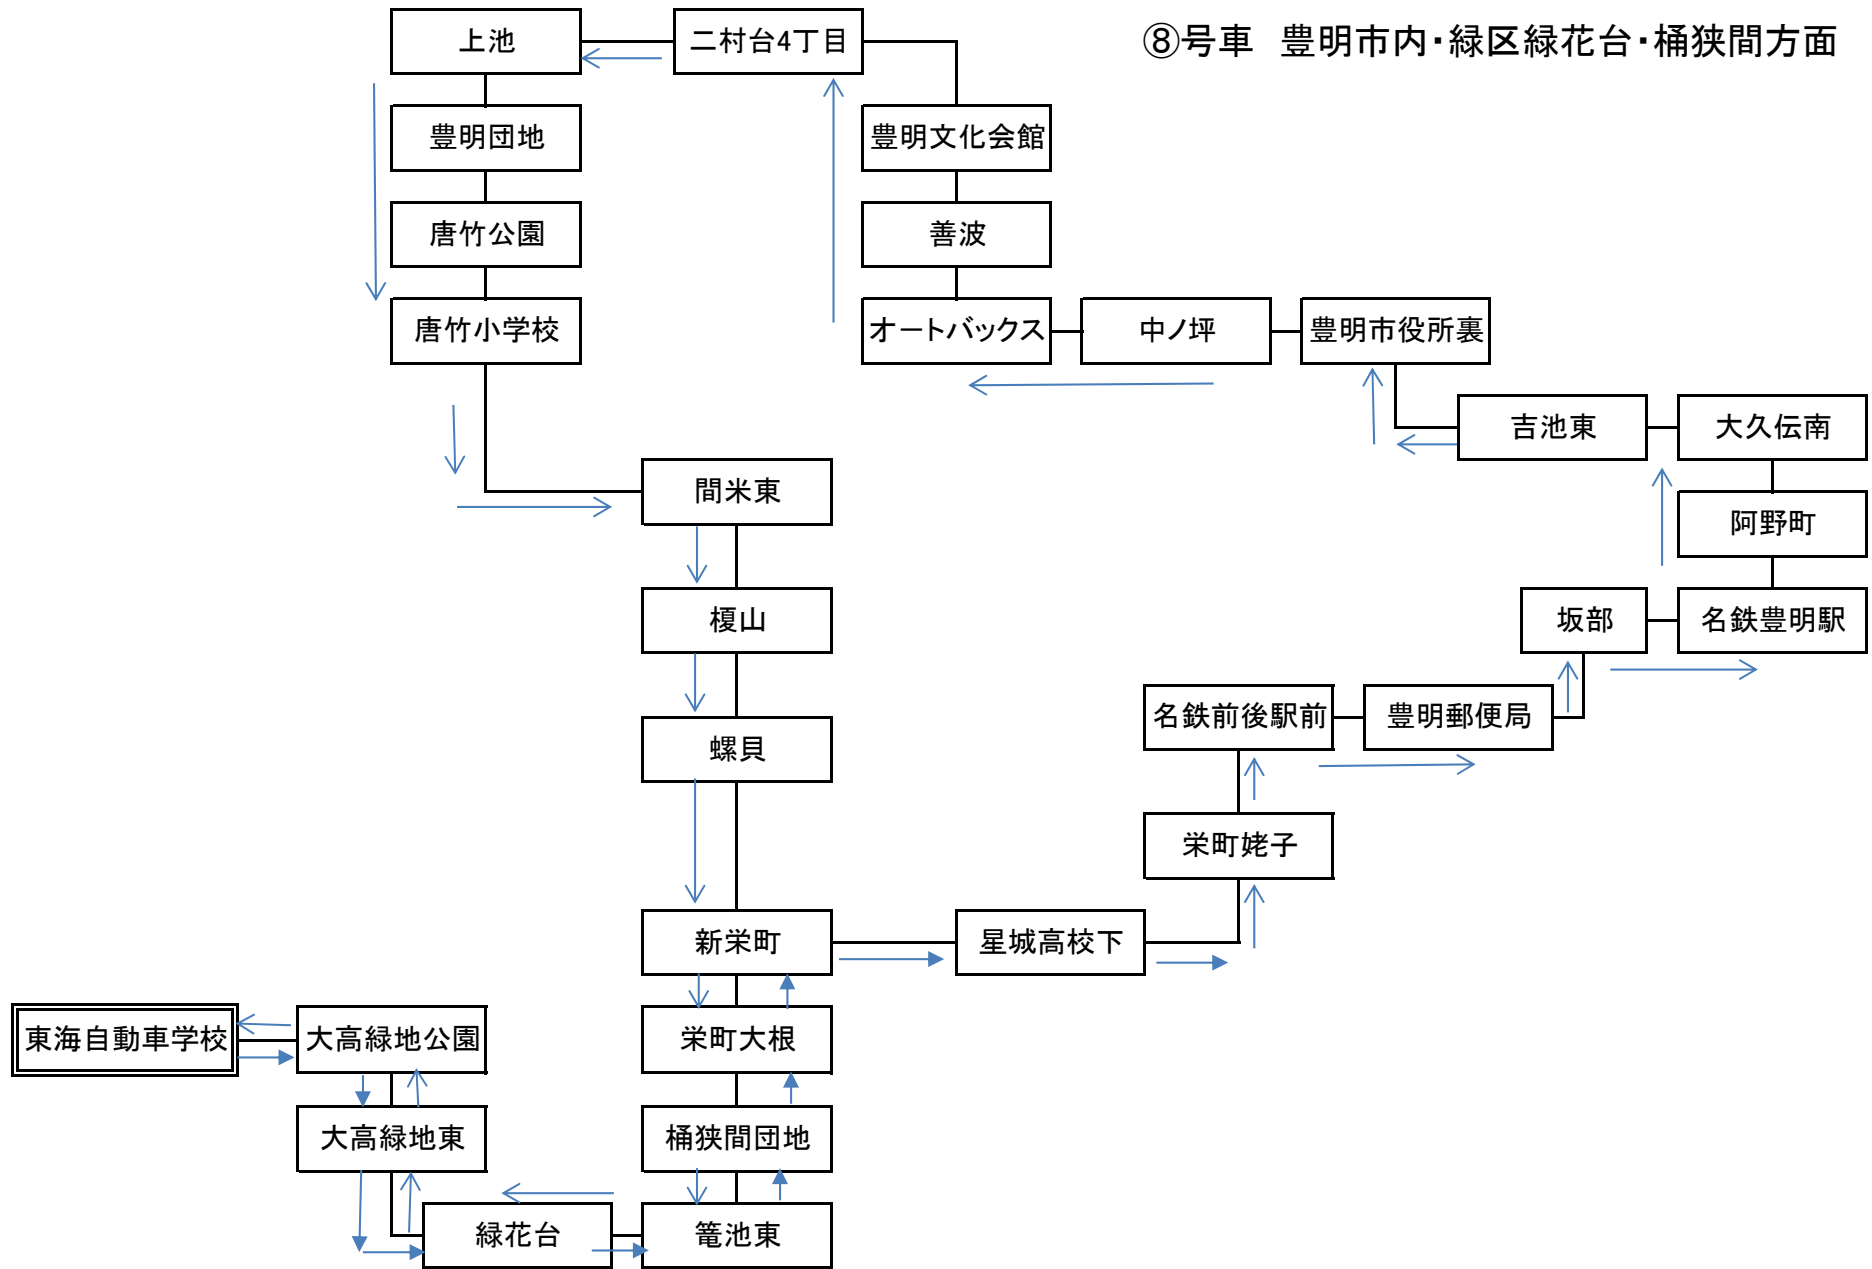 ⑧号車　豊明市内・緑区緑花台・桶狭間方面
上池
二村台4丁目
豊明団地
豊明文化会館
唐竹公園
善波
唐竹小学校
オートバックス
中ノ坪
豊明市役所裏
吉池東
大久伝南
間米東
阿野町
榎山
坂部
名鉄豊明駅
螺貝
名鉄前後駅前
豊明郵便局
栄町姥子
新栄町
星城高校下
東海自動車学校
大高緑地公園
栄町大根
大高緑地東
桶狭間団地
緑花台
篭池東